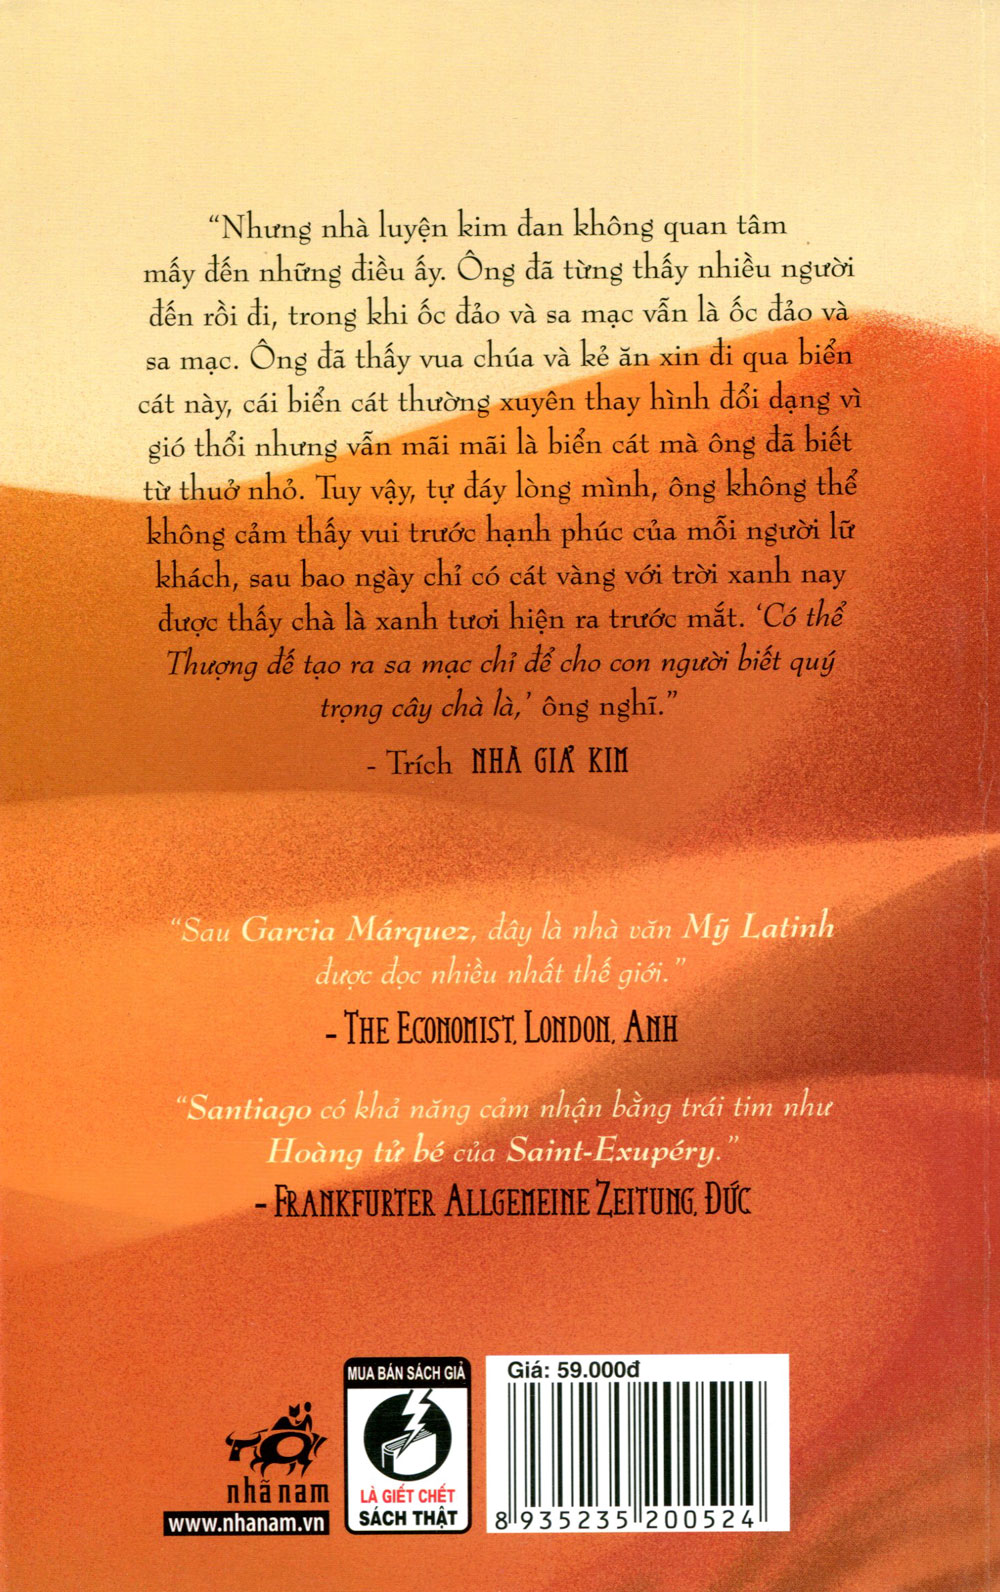 “Nhưng nhà luyện kim đan không quan tâm
mấy đến những điều ấy. Ông đã từng thấy nhiều người
đến rồi đi, trong khi ốc đảo và sa mạc vẫn là ốc đảo và
sa mạc. Ông đã thấy vua chúa và kẻ ăn xin đi qua biển
cát này, cái biển cát thường xuyên thay hình đổi dạng vì
gió thổi nhưng vẫn mãi mãi là biển cát mà ông đã biết
từ thuở nhỏ. Tuy vậy, tự đáy lòng mình, ông không thể
không cảm thấy vui trước hạnh phúc của mỗi người lữ
khách, sau bao ngày chỉ có cát vàng với trời xanh nay
được thấy chà là xanh tươi hiện ra trước mắt. ‘Có thể
Thượng đế tạo ra sa mạc chỉ để cho con người biết quý
trọng cây chà là,’ ông nghĩ.”
- Trích NHÀ GIẢ KIM
“Sau Garcia Márquez, đây là nhà văn Mỹ Latinh
được đọc nhiều nhất thế giới.”
– THE ECONOMIST, LONDON, ANH
“Santiago có khả năng cảm nhận bằng trái tim như
Hoàng tử bé của Saint-Exupéry.”
– FRANKFURTER ALLGEMEINE ZEITUNG, ĐỨC
nhã nam
www.nhanam.vn
MUA BÁN SÁCH GIẢ
LÀ GIẾT CHẾT
SÁCH THẬT
Giá: 59.000đ
8 935235 200524